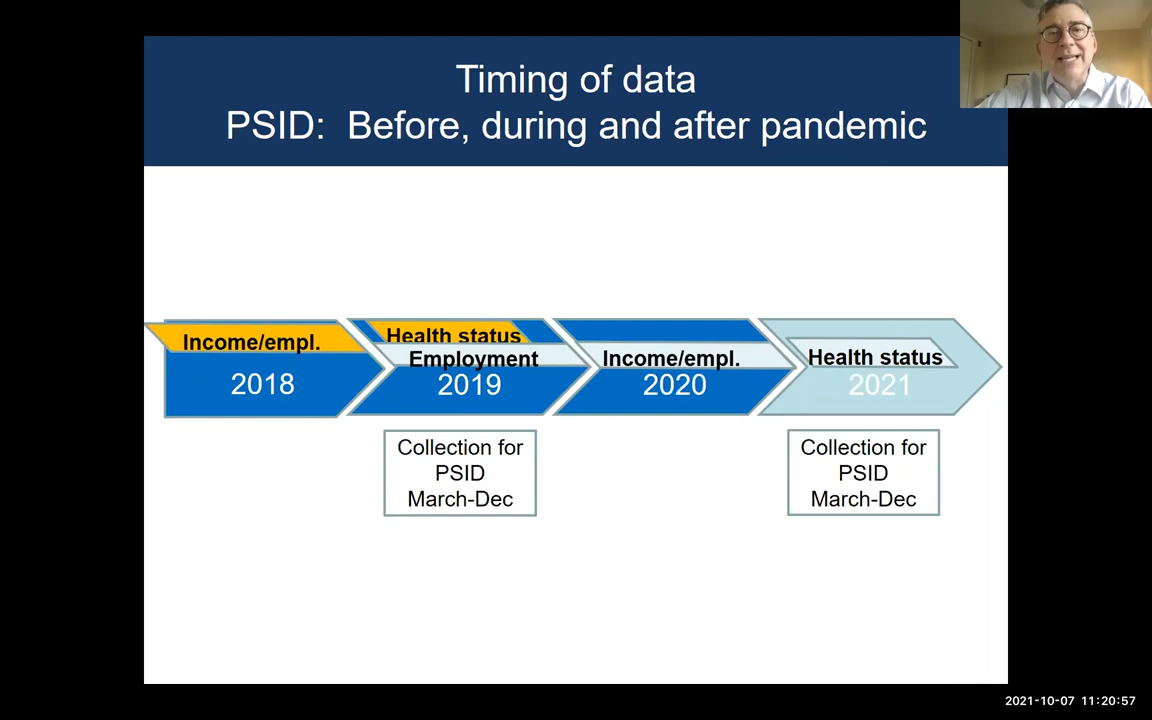 Timing of data
PSID: Before, during and after pandemic
Income/empl.
2018
Health status
Employment
2019
Income/empl.
2020
Health status
2021
Collection for
PSID
March-Dec
Collection for
PSID
March-Dec
2021-10-07 11:20:57